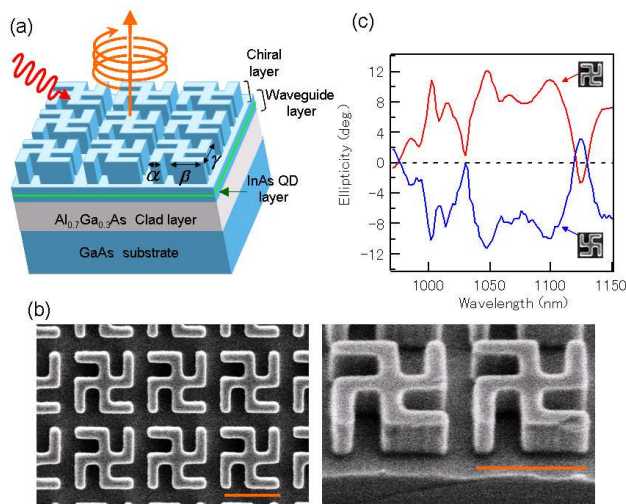 (a)
Chiral
layer
Waveguide
layer
α
β
γ
InAs QD
layer
Al0.7Ga0.3As Clad layer
GaAs substrate
(c)
Ellipticity (deg.)
12
8
4
0
-4
-8
-12
1000
1050
1100
1150
Wavelength (nm)
(b)